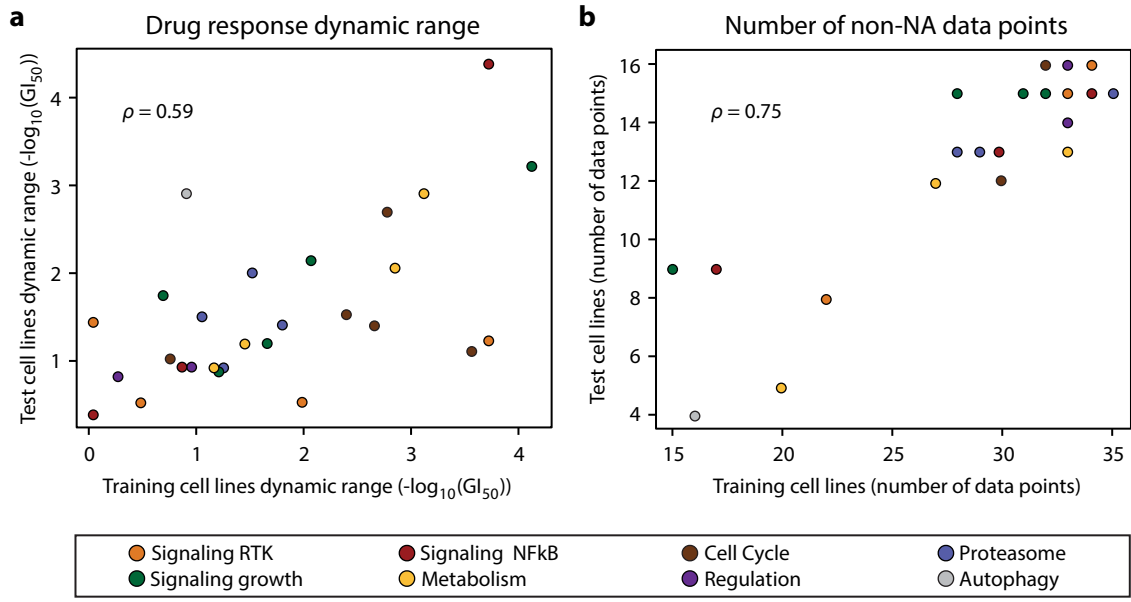 a
Drug response dynamic range
Test cell lines dynamic range (-log10(GI50))
4
3
2
1
ρ = 0.59
0 1 2 3 4
Training cell lines dynamic range (-log10(GI50))
b
Number of non-NA data points
Test cell lines (number of data points)
16
14
12
10
8
6
4
ρ = 0.75
15 20 25 30 35
Training cell lines (number of data points)
Signaling RTK Signaling NFkB Cell Cycle Proteasome
Signaling growth Metabolism Regulation Autophagy